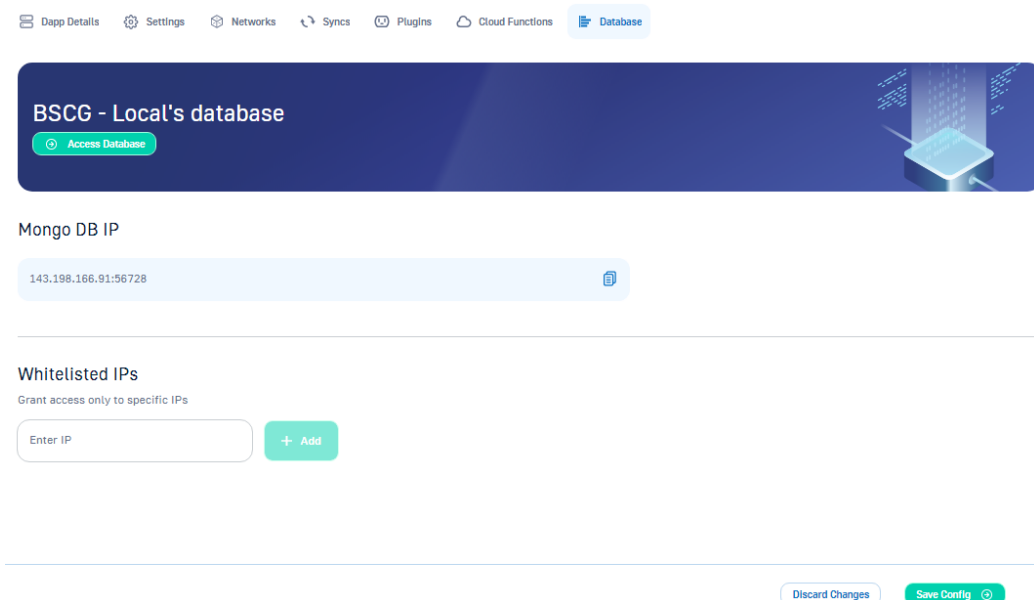 Dapp Details Settings Networks Syncs Plugins Cloud Functions Database
BSCG - Local's database
Access Database
Mongo DB IP
143.198.166.91:56728
Whitelisted IPs
Grant access only to specific IPs
Enter IP
+ Add
Discard Changes Save Config